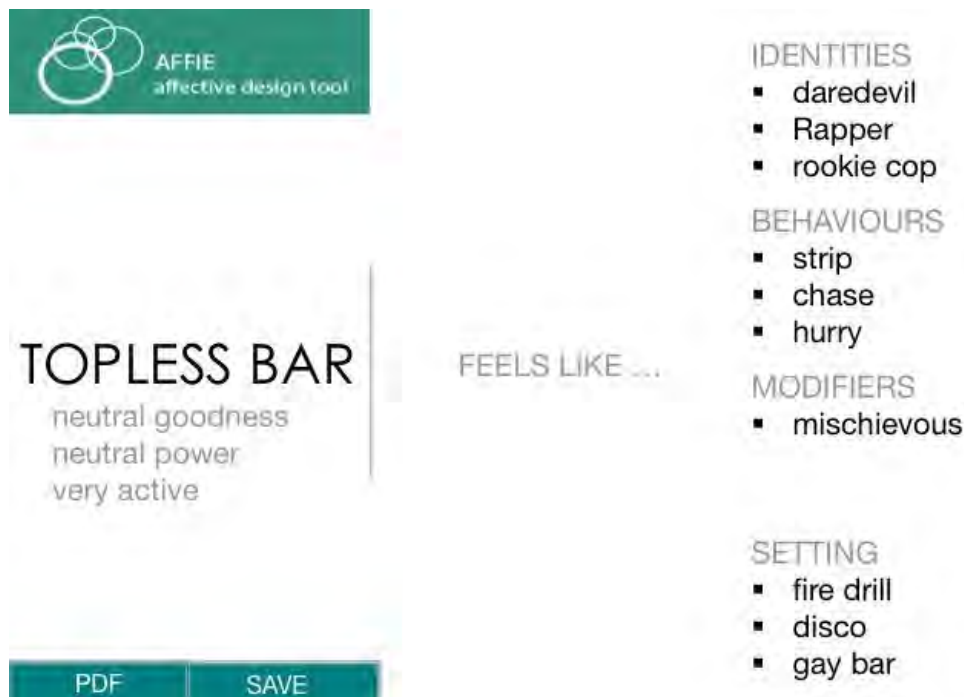 AFFIE
affective design tool
TOPLESS BAR
neutral goodness
neutral power
very active
PDF
SAVE
FEELS LIKE ...
IDENTITIES
▪ daredevil
▪ Rapper
▪ rookie cop
BEHAVIOURS
▪ strip
▪ chase
▪ hurry
MODIFIERS
▪ mischievous
SETTING
▪ fire drill
▪ disco
▪ gay bar